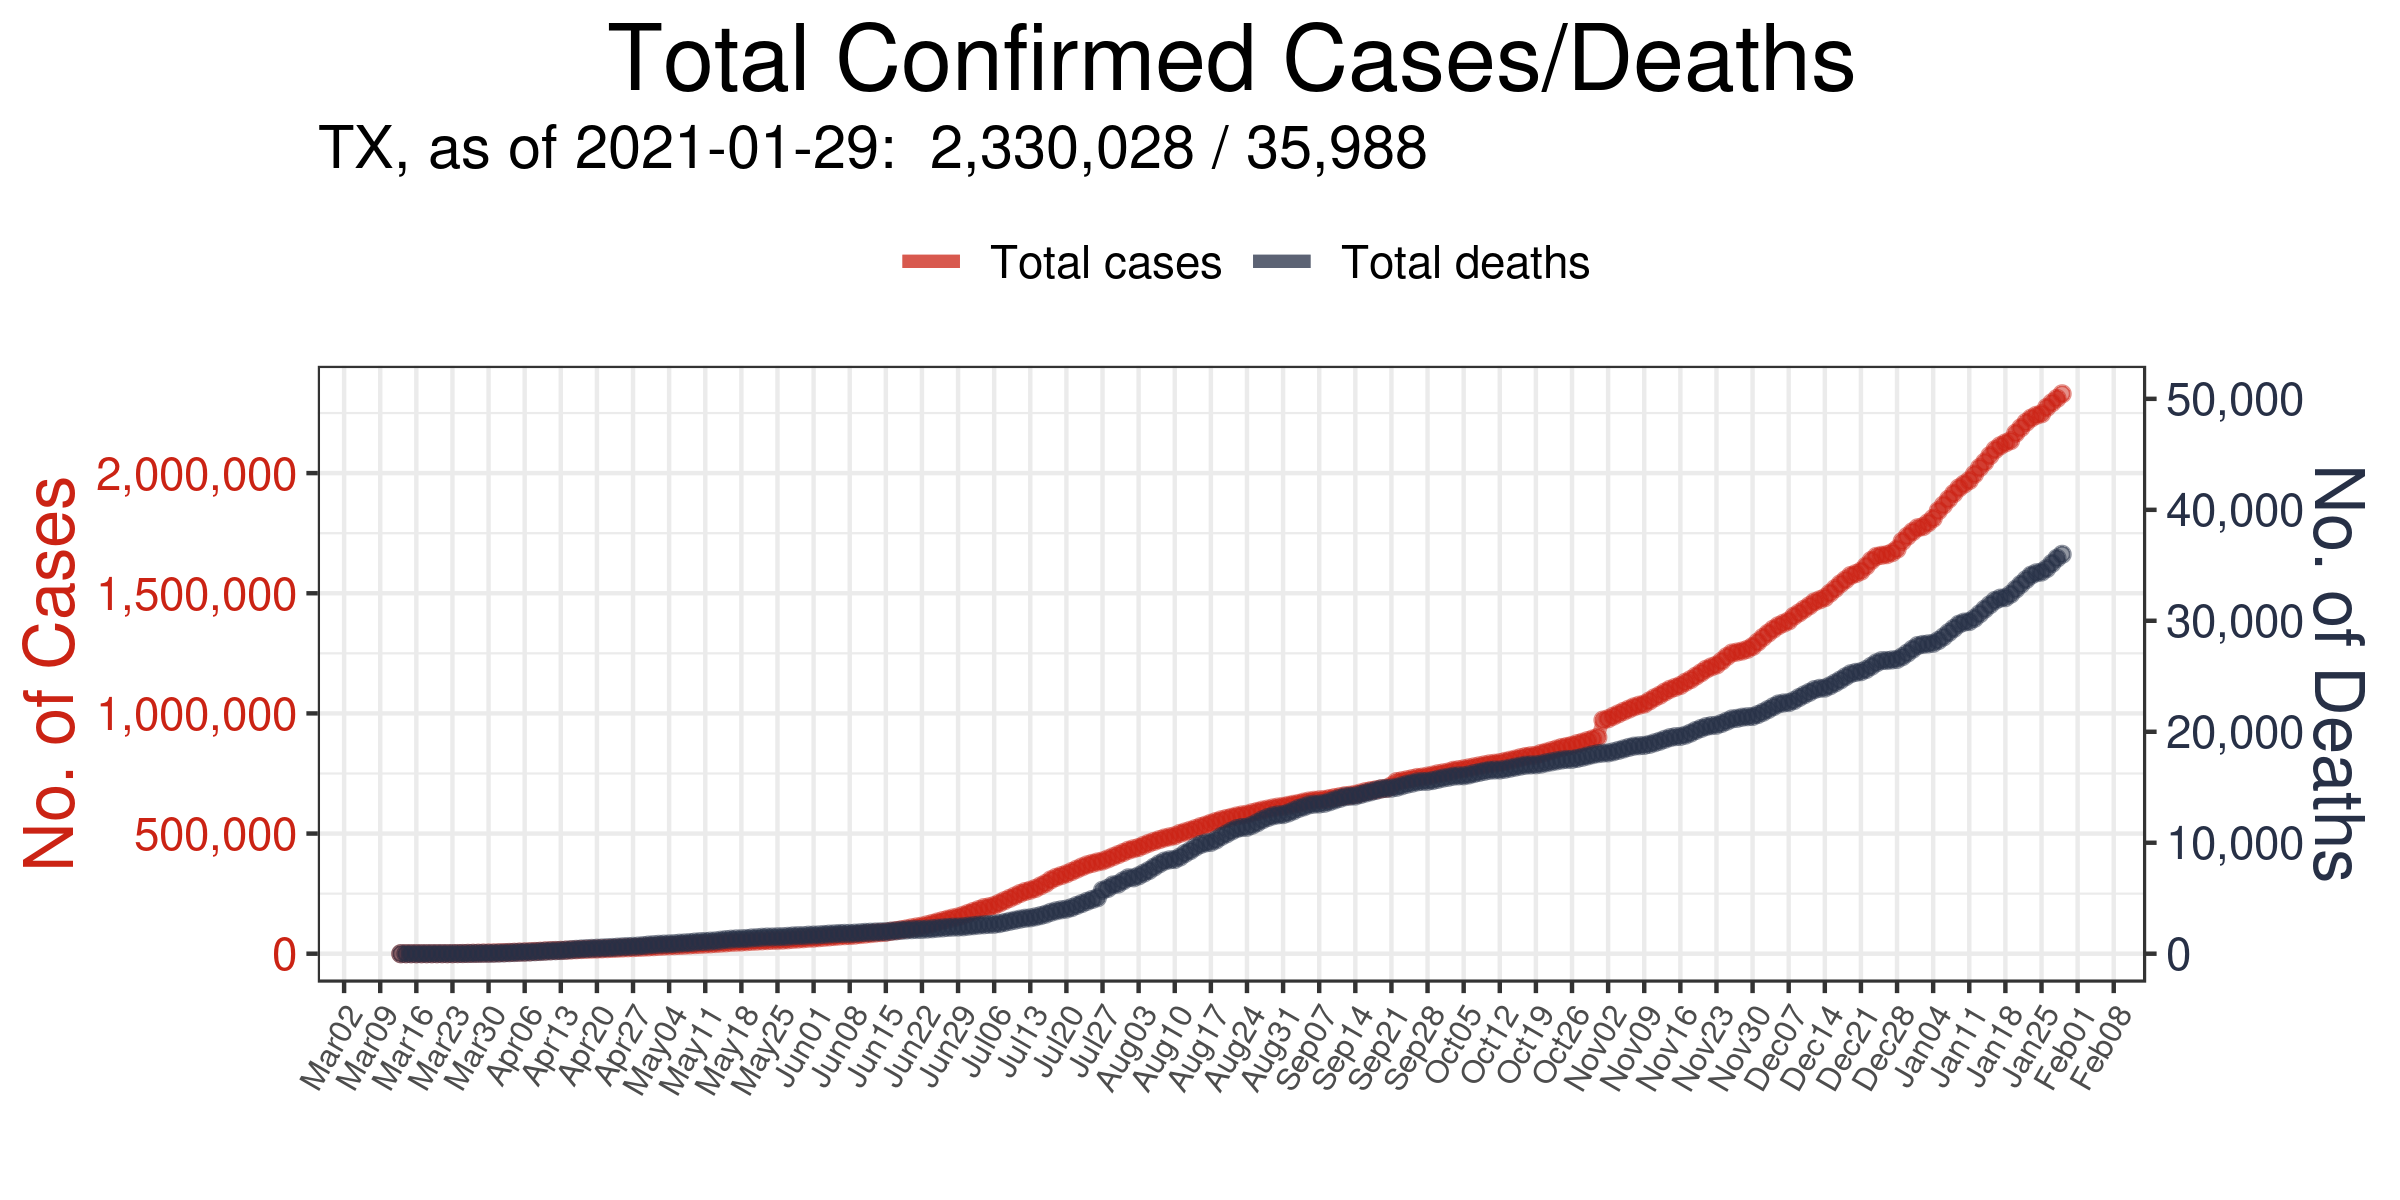 Total Confirmed Cases/Deaths
TX, as of 2021-01-29:  2,330,028 / 35,988
Total cases
Total deaths
No. of Cases
2,000,000
1,500,000
1,000,000
500,000
0
50,000
40,000
30,000
20,000
10,000
0
No. of Deaths
Mar02
Mar09
Mar16
Mar23
Mar30
Apr06
Apr13
Apr20
Apr27
May04
May11
May18
May25
Jun01
Jun08
Jun15
Jun22
Jun29
Jul06
Jul13
Jul20
Jul27
Aug03
Aug10
Aug17
Aug24
Aug31
Sep07
Sep14
Sep21
Sep28
Oct05
Oct12
Oct19
Oct26
Nov02
Nov09
Nov16
Nov23
Nov30
Dec07
Dec14
Dec21
Dec28
Jan04
Jan11
Jan18
Jan25
Feb01
Feb08